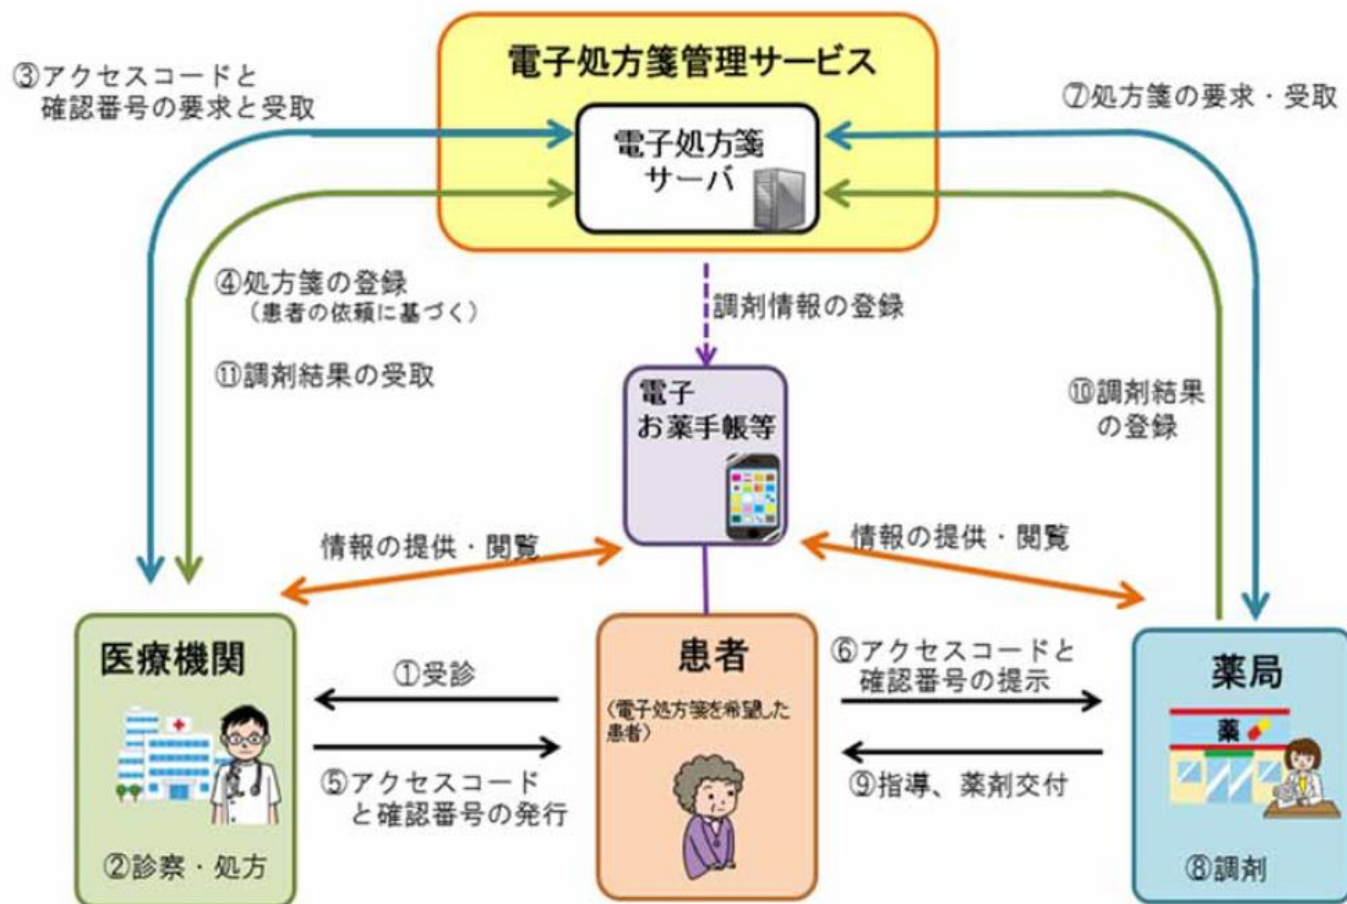 電子処方箋管理サービス
電子処方箋
サーバ
③アクセスコードと
確認番号の要求と受取
⑦処方箋の要求・受取
④処方箋の登録
(患者の依頼に基づく)
⑪調剤結果の受取
調剤情報の登録
電子
お薬手帳等
⑩調剤結果
の登録
情報の提供・閲覧
情報の提供・閲覧
医療機関
①受診
⑤アクセスコード
と確認番号の発行
②診察・処方
患者
(電子処方箋を希望した
患者)
⑥アクセスコードと
確認番号の提示
⑨指導、薬剤交付
薬局
薬
⑧調剤